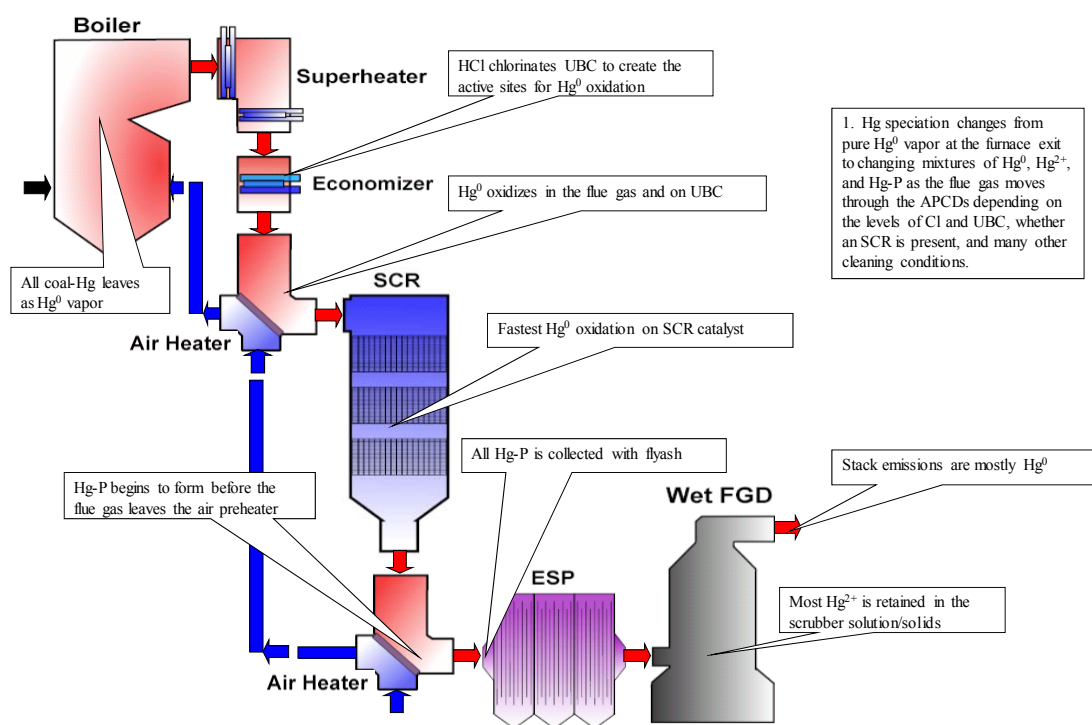 Boiler
Superheater
HCl chlorinates UBC to create the
active sites for Hg⁰ oxidation
1. Hg speciation changes from
pure Hg⁰ vapor at the furnace exit
to changing mixtures of Hg⁰, Hg²⁺,
and Hg-P as the flue gas moves
through the APCDs depending on
the levels of Cl and UBC, whether
an SCR is present, and many other
cleaning conditions.
Economizer
Hg⁰ oxidizes in the flue gas and on UBC
All coal-Hg leaves
as Hg⁰ vapor
SCR
Air Heater
Fastest Hg⁰ oxidation on SCR catalyst
All Hg-P is collected with flyash
Stack emissions are mostly Hg⁰
Hg-P begins to form before the
flue gas leaves the air preheater
Wet FGD
ESP
Most Hg²⁺ is retained in the
scrubber solution/solids
Air Heater